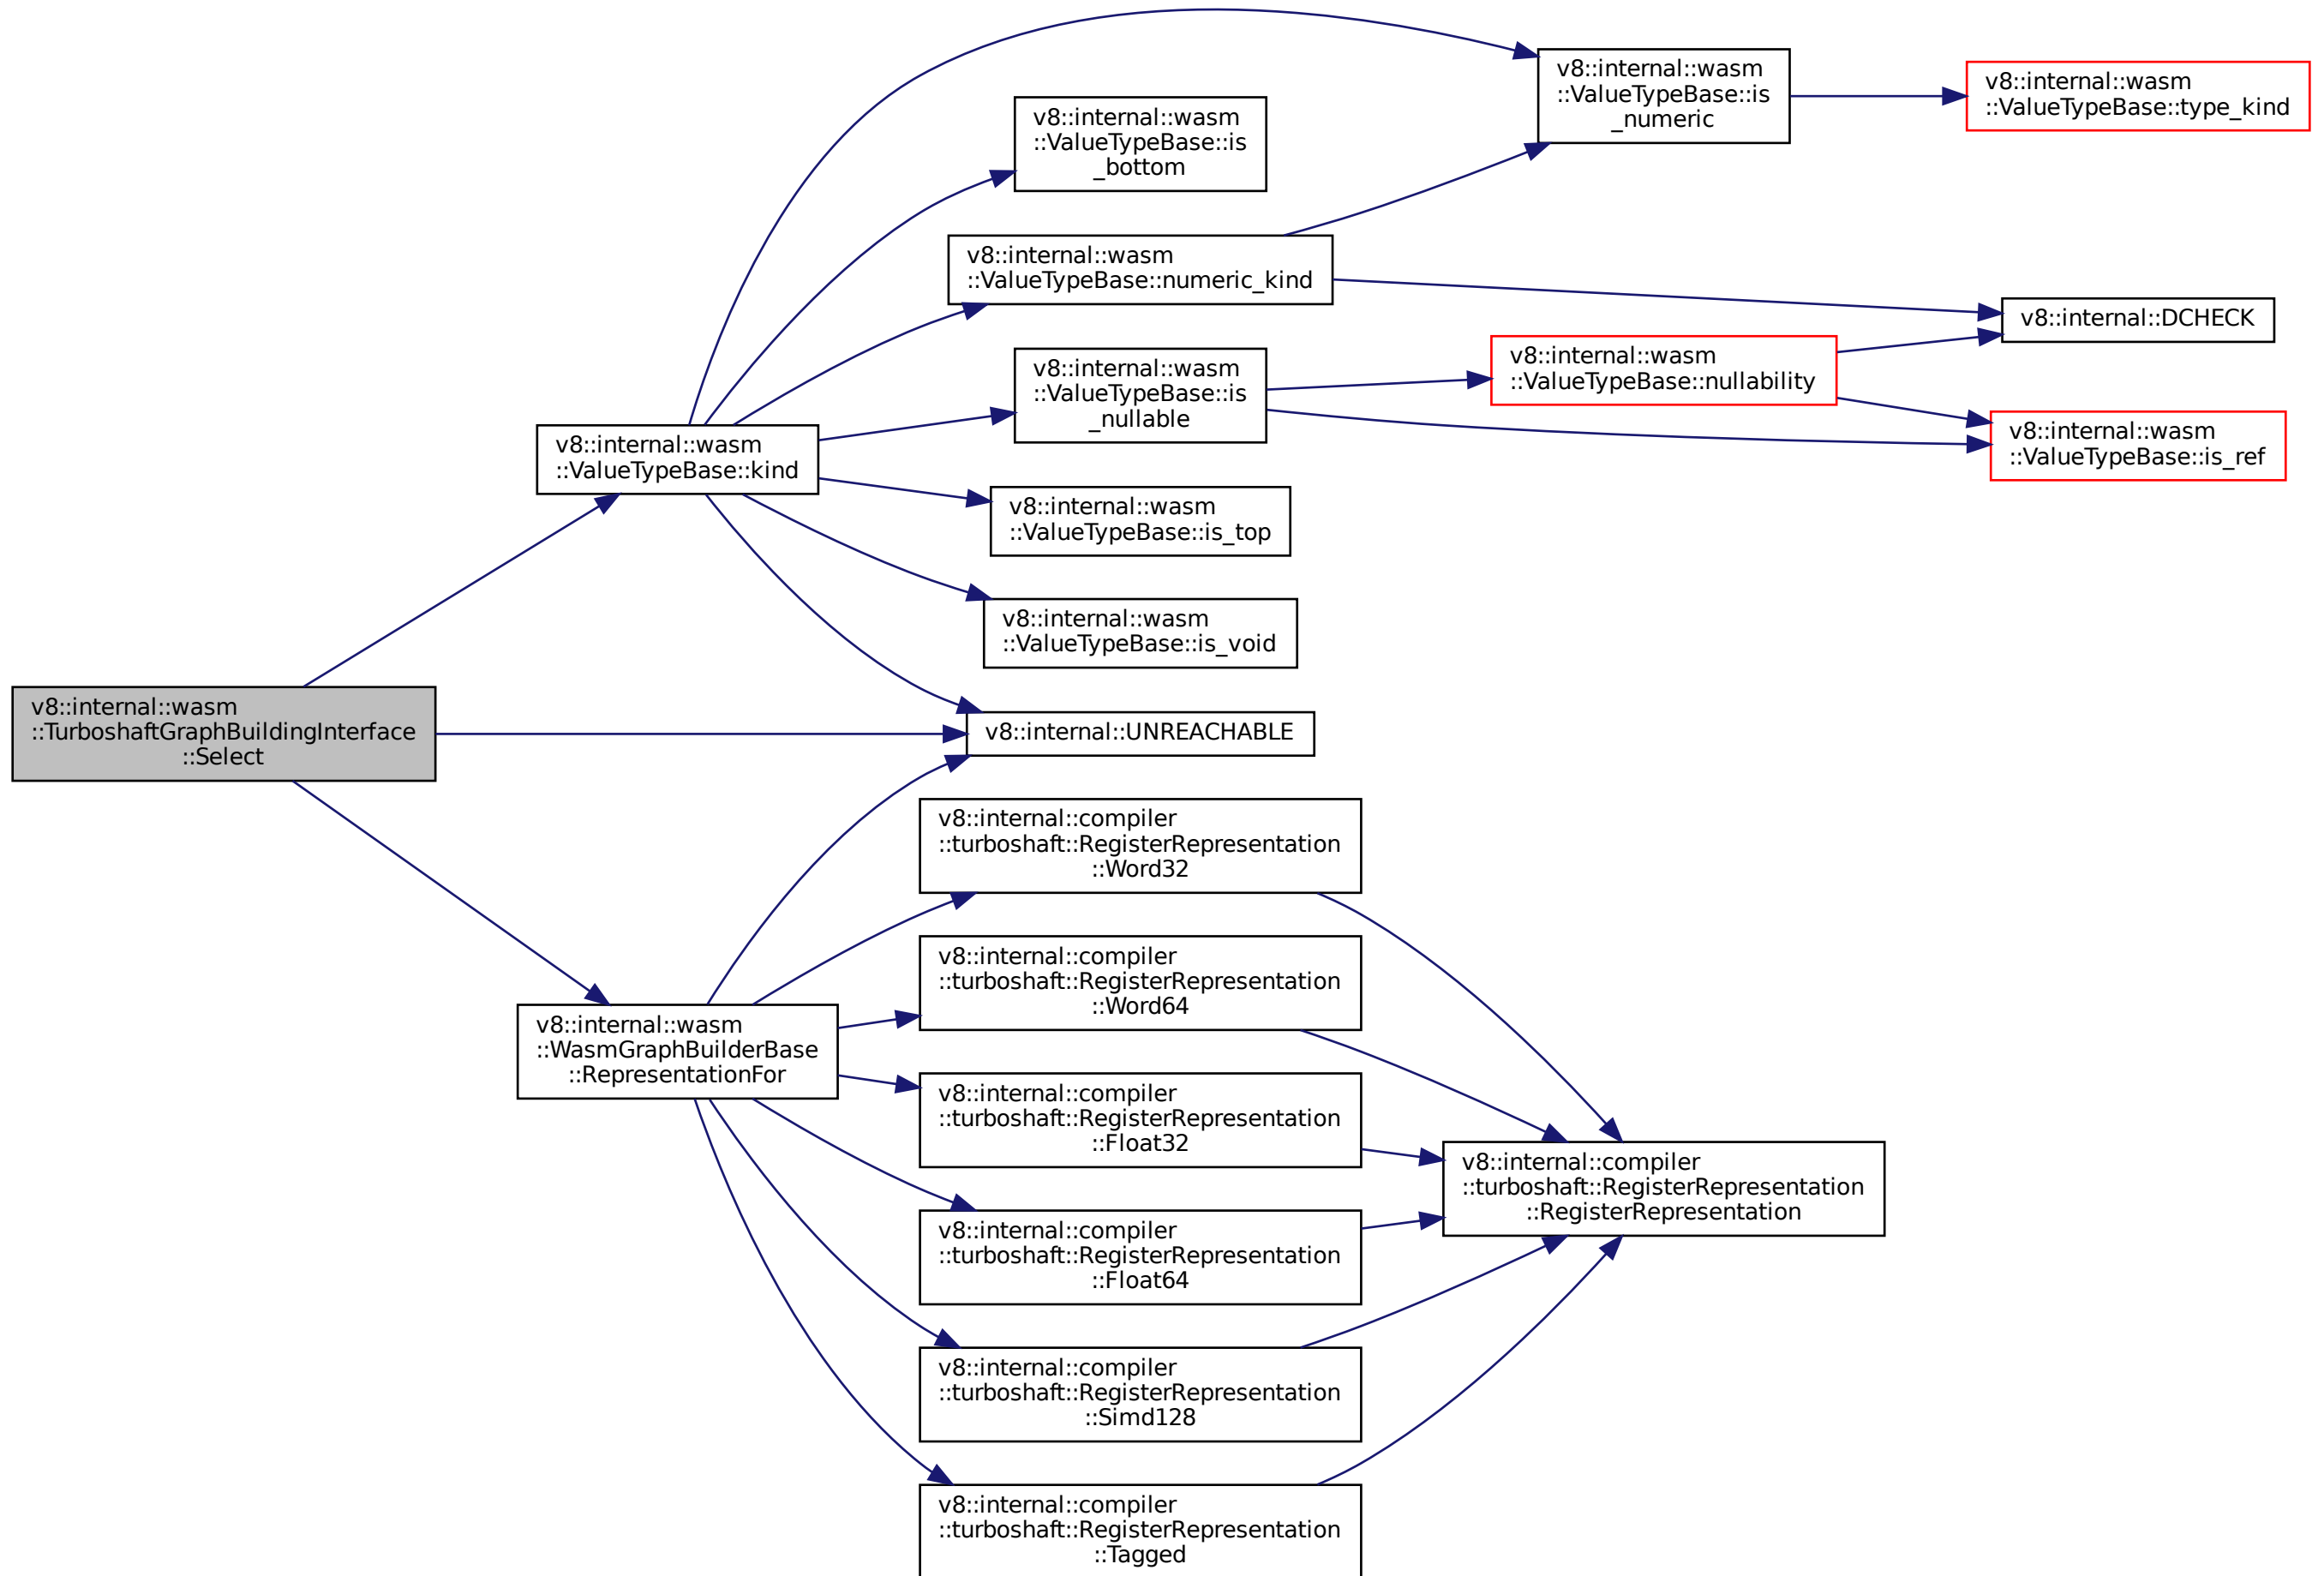 v8::internal::wasm
::TurboshaftGraphBuildingInterface
::Select
v8::internal::wasm
::ValueTypeBase::kind
v8::internal::wasm
::WasmGraphBuilderBase
::RepresentationFor
v8::internal::wasm
::ValueTypeBase::is
_bottom
v8::internal::wasm
::ValueTypeBase::numeric_kind
v8::internal::wasm
::ValueTypeBase::is
_nullable
v8::internal::wasm
::ValueTypeBase::is_top
v8::internal::wasm
::ValueTypeBase::is_void
v8::internal::UNREACHABLE
v8::internal::compiler
::turboshaft::RegisterRepresentation
::Word32
v8::internal::compiler
::turboshaft::RegisterRepresentation
::Word64
v8::internal::compiler
::turboshaft::RegisterRepresentation
::Float32
v8::internal::compiler
::turboshaft::RegisterRepresentation
::Float64
v8::internal::compiler
::turboshaft::RegisterRepresentation
::Simd128
v8::internal::compiler
::turboshaft::RegisterRepresentation
::Tagged
v8::internal::wasm
::ValueTypeBase::is
_numeric
v8::internal::wasm
::ValueTypeBase::nullability
v8::internal::compiler
::turboshaft::RegisterRepresentation
::RegisterRepresentation
v8::internal::wasm
::ValueTypeBase::type_kind
v8::internal::DCHECK
v8::internal::wasm
::ValueTypeBase::is_ref